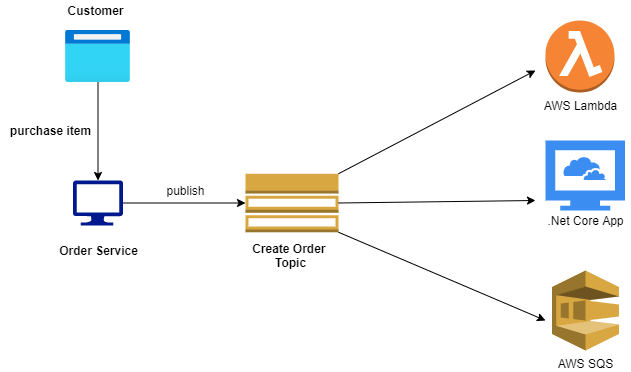 Customer
purchase item
Order Service
publish
Create Order
Topic
AWS Lambda
.Net Core App
AWS SQS